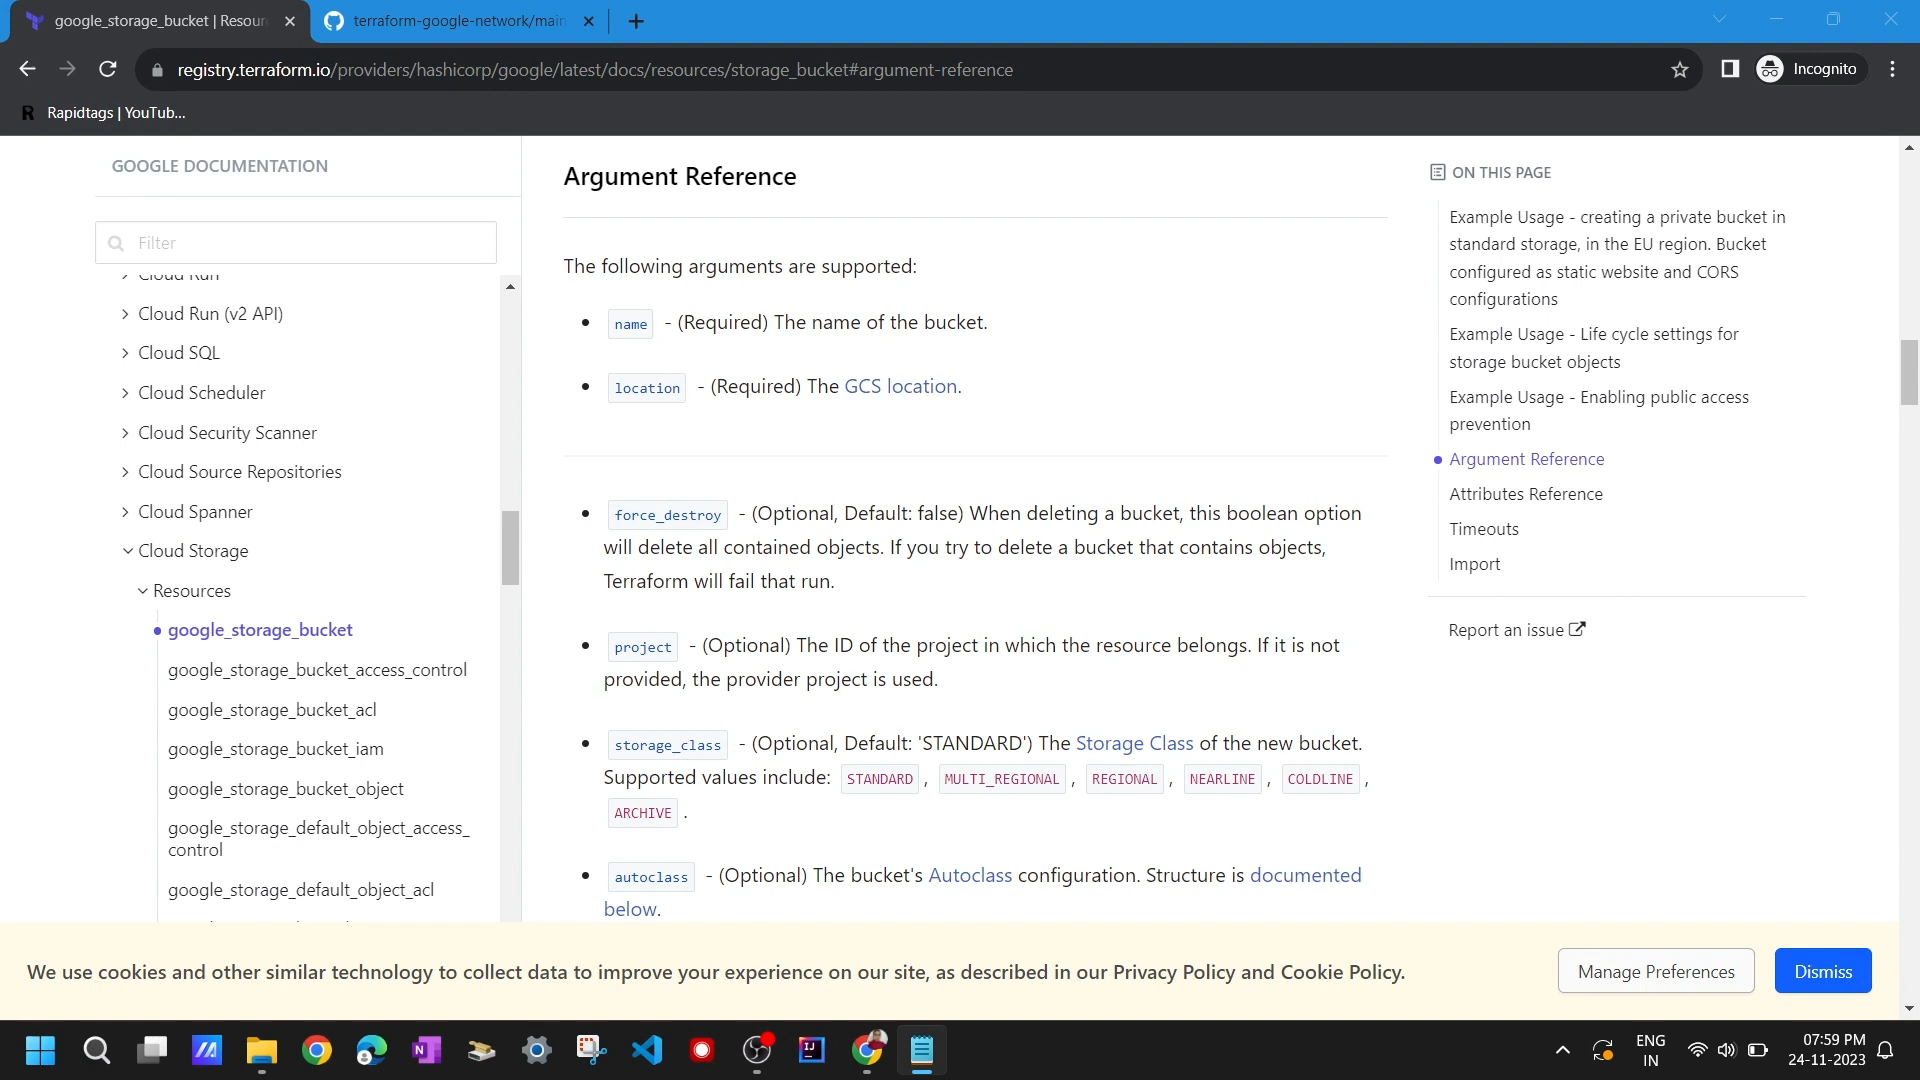 google_storage_bucket | Resour
terraform-google-network/main
registry.terraform.io/providers/hashicorp/google/latest/docs/resources/storage_bucket#argument-reference
Incognito
R Rapidtags | YouTub...
GOOGLE DOCUMENTATION
Filter
Cloud Run
Cloud Run (v2 API)
Cloud SQL
Cloud Scheduler
Cloud Security Scanner
Cloud Source Repositories
Cloud Spanner
Cloud Storage
Resources
google_storage_bucket
google_storage_bucket_access_control
google_storage_bucket_acl
google_storage_bucket_iam
google_storage_bucket_object
google_storage_default_object_access_
control
google_storage_default_object_acl
Argument Reference
The following arguments are supported:
name - (Required) The name of the bucket.
location - (Required) The GCS location.
force_destroy - (Optional, Default: false) When deleting a bucket, this boolean option
will delete all contained objects. If you try to delete a bucket that contains objects,
Terraform will fail that run.
project - (Optional) The ID of the project in which the resource belongs. If it is not
provided, the provider project is used.
storage_class - (Optional, Default: 'STANDARD') The Storage Class of the new bucket.
Supported values include: STANDARD , MULTI_REGIONAL , REGIONAL , NEARLINE , COLDLINE ,
ARCHIVE .
autoclass - (Optional) The bucket's Autoclass configuration. Structure is documented
below.
ON THIS PAGE
Example Usage - creating a private bucket in
standard storage, in the EU region. Bucket
configured as static website and CORS
configurations
Example Usage - Life cycle settings for
storage bucket objects
Example Usage - Enabling public access
prevention
Argument Reference
Attributes Reference
Timeouts
Import
Report an issue
We use cookies and other similar technology to collect data to improve your experience on our site, as described in our Privacy Policy and Cookie Policy.
Manage Preferences
Dismiss
ENG
IN
07:59 PM
24-11-2023